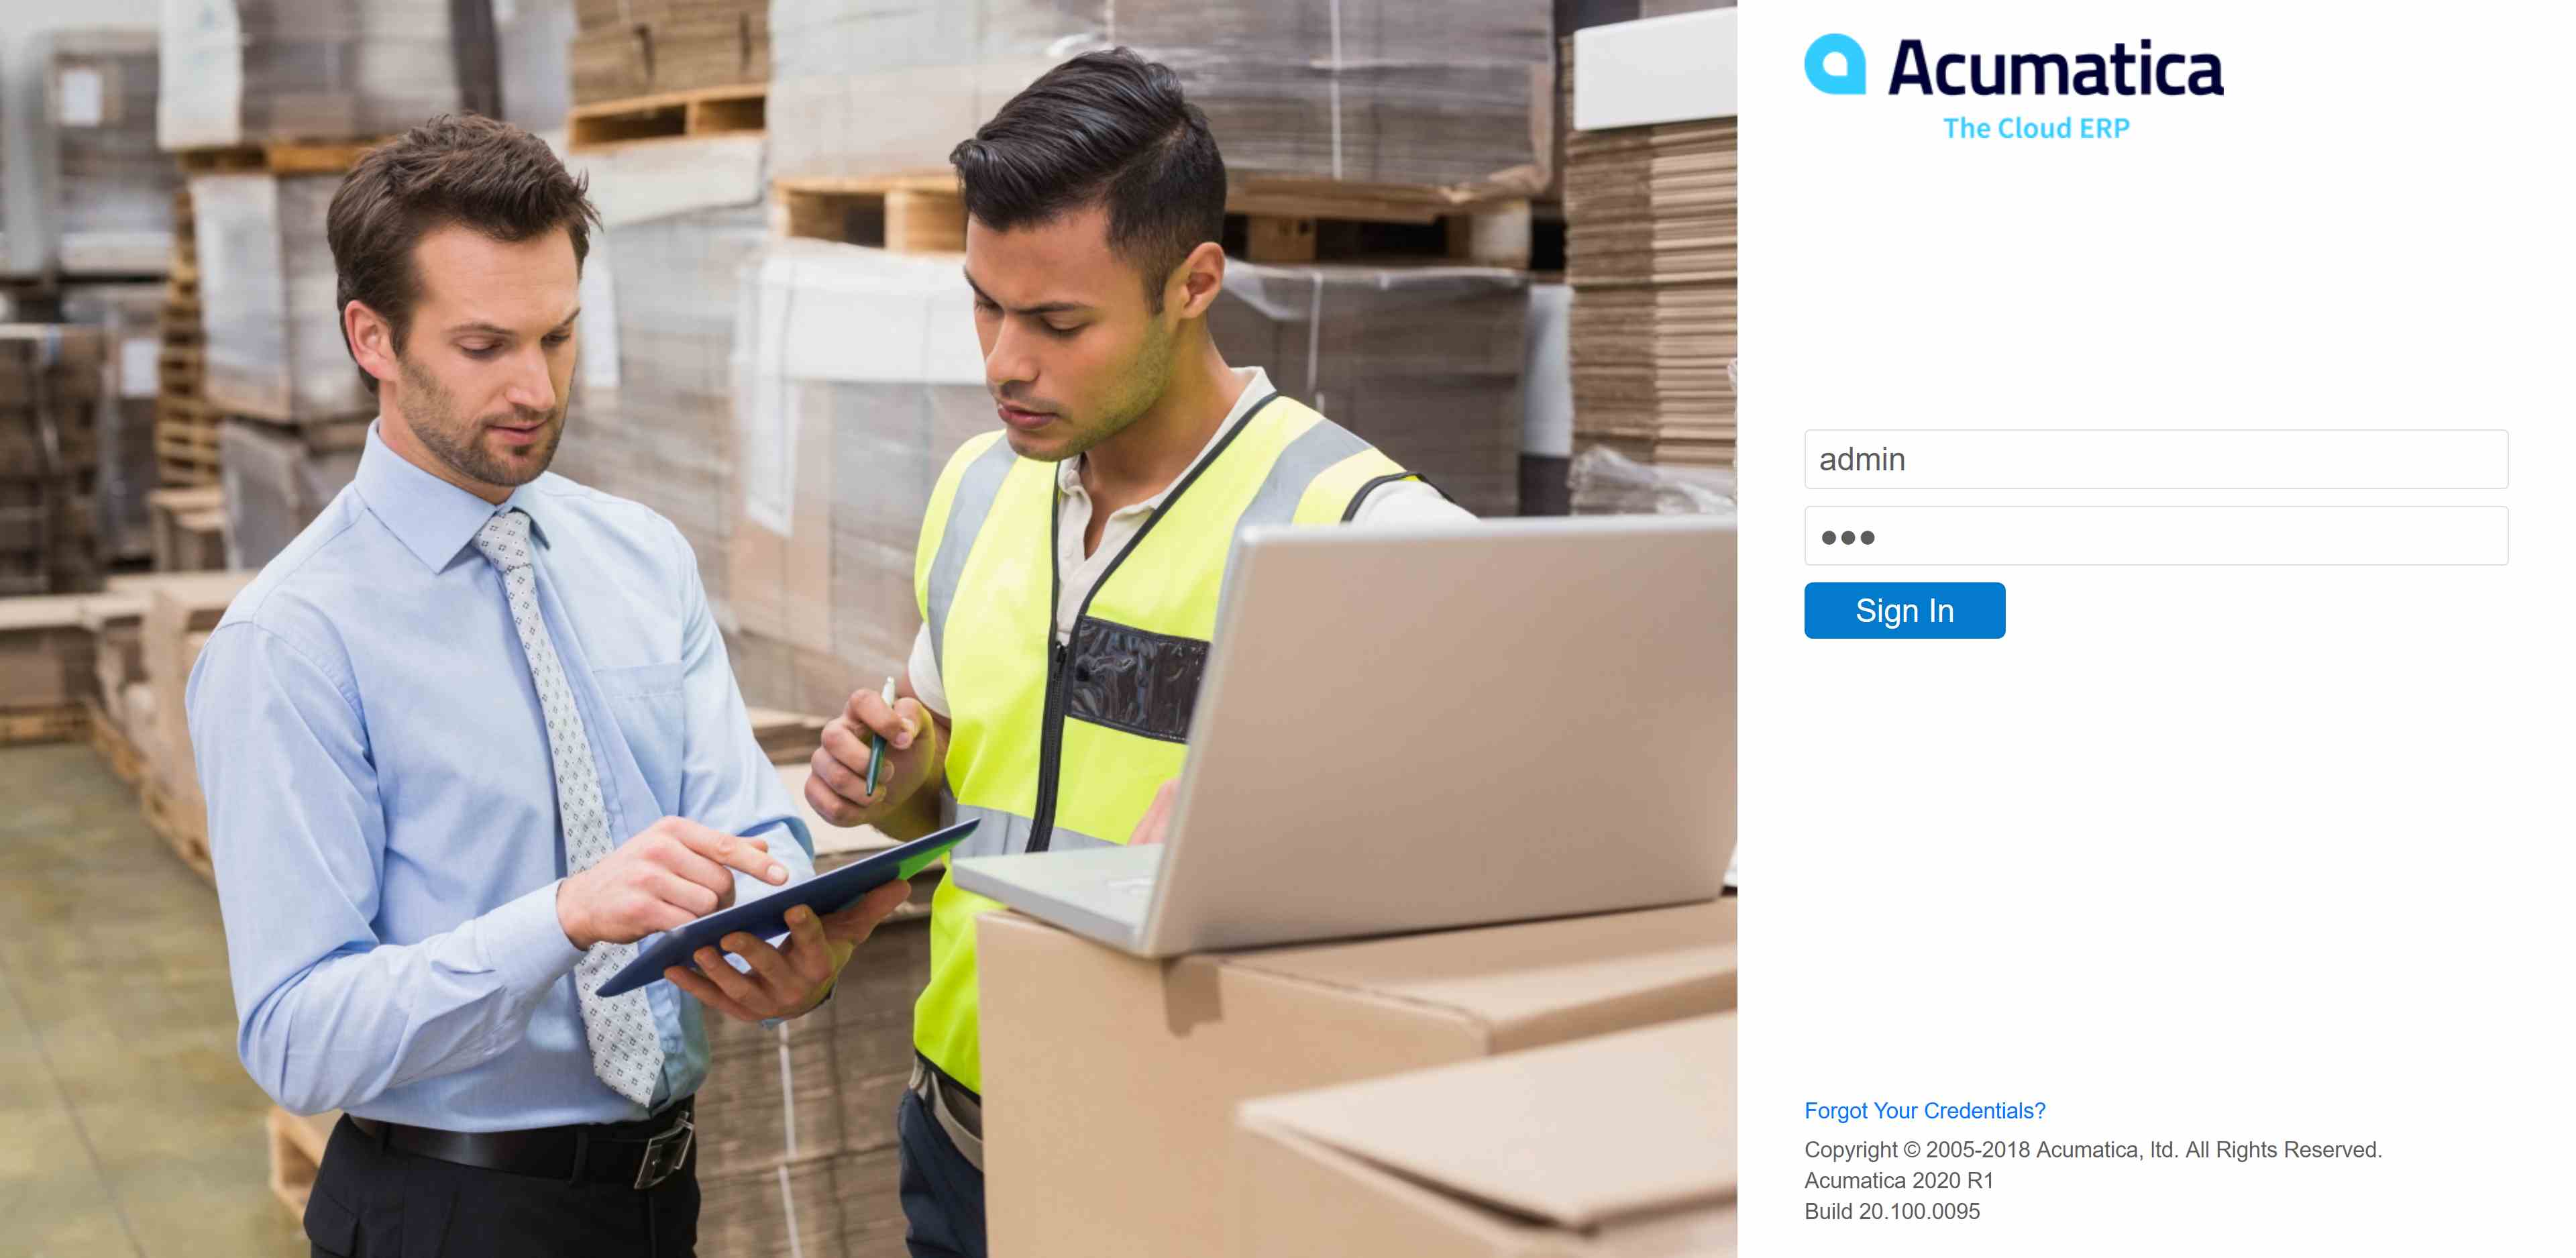 Acumatica
The Cloud ERP
admin
Sign In
Forgot Your Credentials?
Copyright © 2005-2018 Acumatica, ltd. All Rights Reserved.
Acumatica 2020 R1
Build 20.100.0095